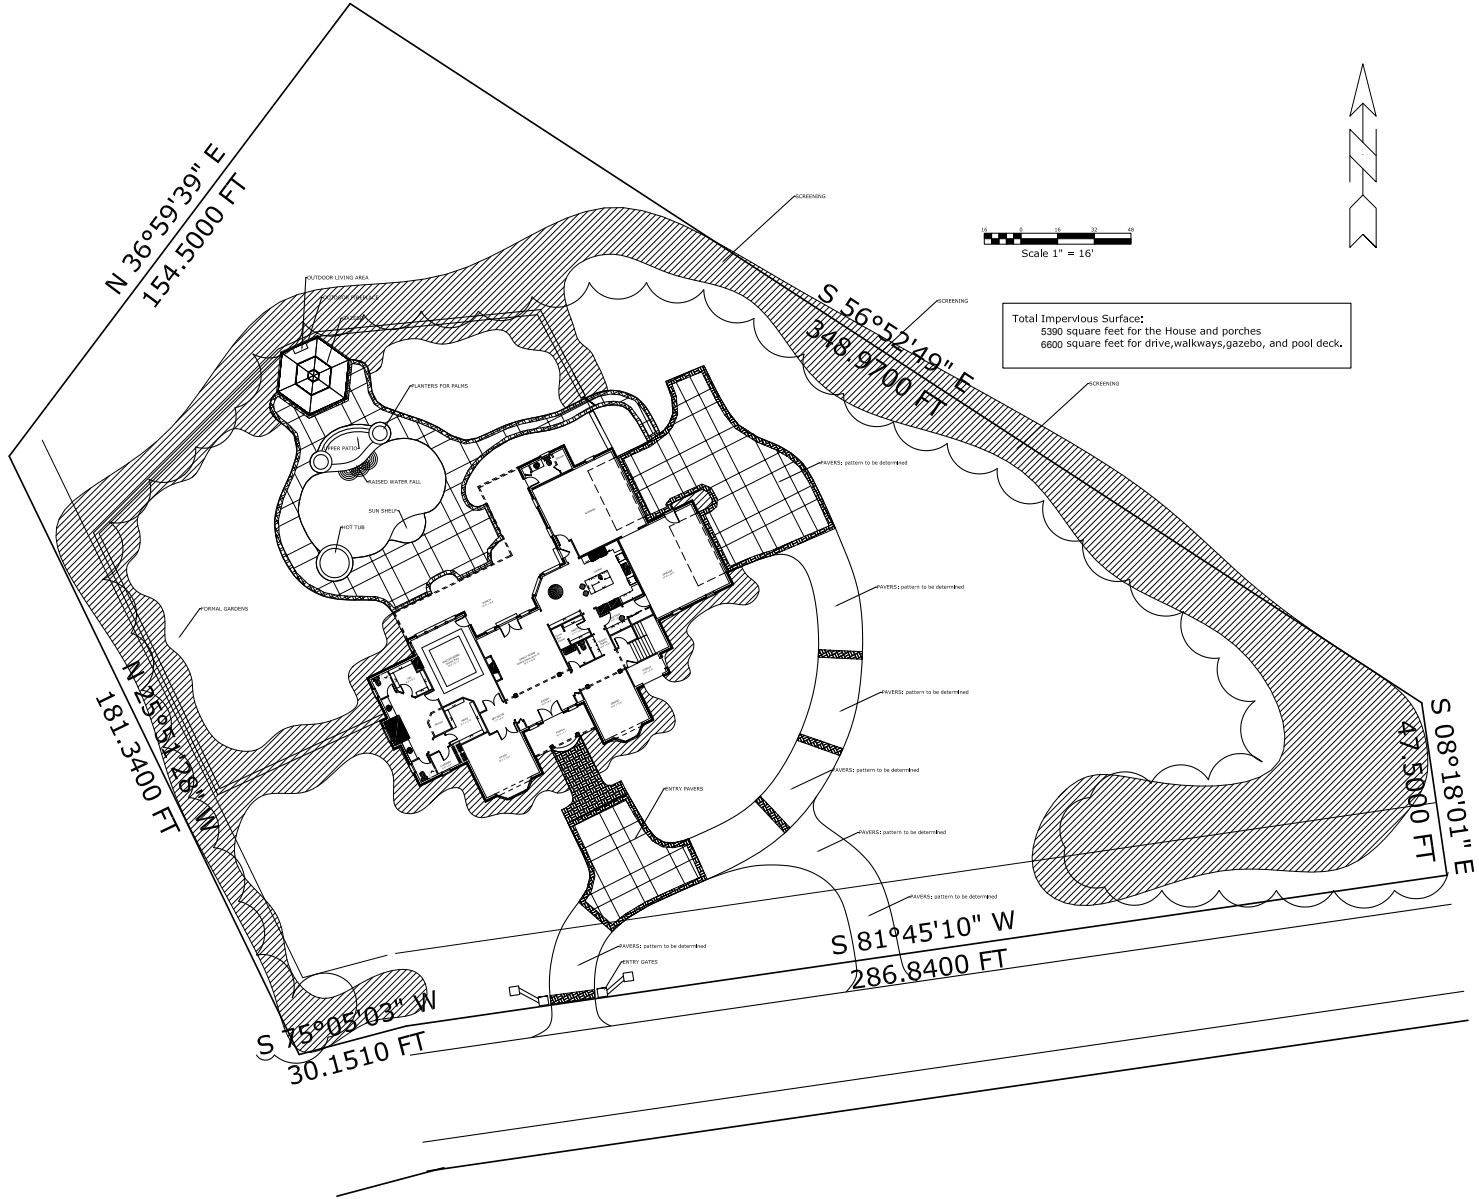 N 36°59'39" E
154.5000 FT
SCREENING
16 0 16 32 48
Scale 1" = 16'
OUTDOOR LIVING AREA
OUTDOOR FIREPLACE
GAZEBO
S 56°52'49" E
348.9700 FT
SCREENING
Total Impervious Surface:
5390 square feet for the House and porches
6600 square feet for drive,walkways,gazebo, and pool deck.
PLANTERS FOR PALMS
SCREENING
UPPER PATIO
PAVERS: pattern to be determined
RAISED WATER FALL
SUN SHELF
HOT TUB
PAVERS: pattern to be determined
FORMAL GARDENS
N 25°51'28" W
181.3400 FT
PAVERS: pattern to be determined
S 08°18'01" E
47.5000 FT
PAVERS: pattern to be determined
ENTRY PAVERS
PAVERS: pattern to be determined
PAVERS: pattern to be determined
S 81°45'10" W
286.8400 FT
PAVERS: pattern to be determined
ENTRY GATES
S 75°05'03" W
30.1510 FT